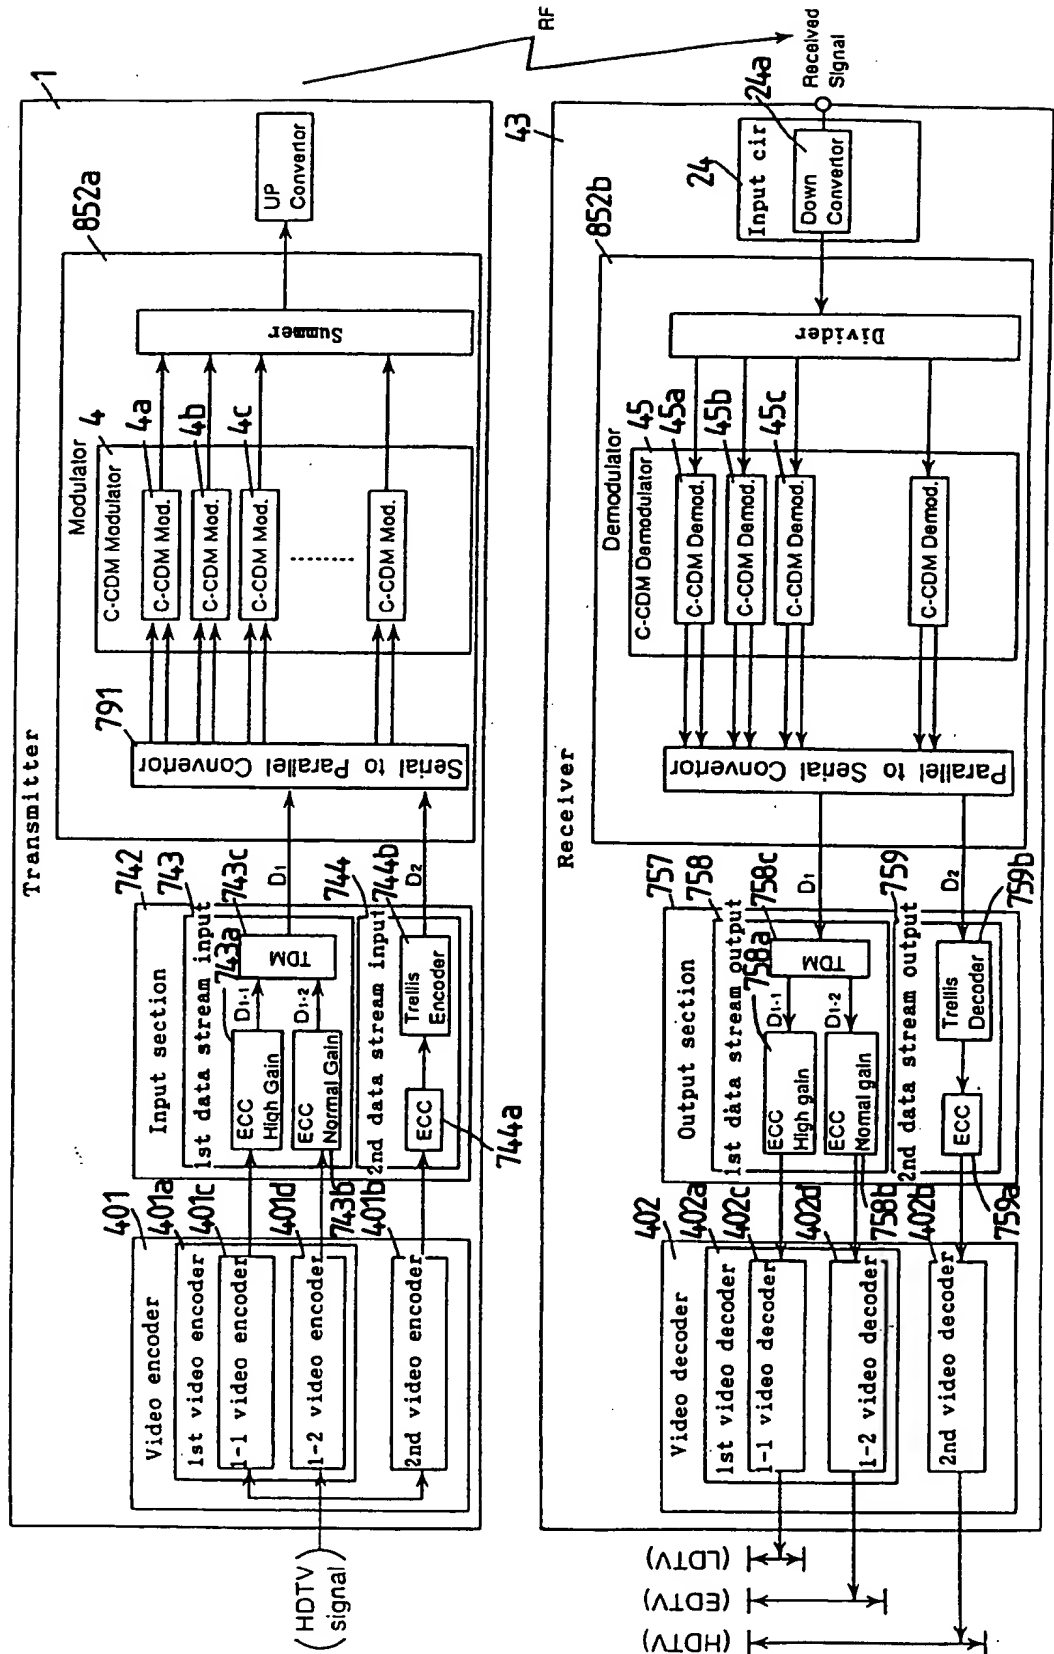 Transmitter
1
(HDTV signal)
401
Video encoder
401a
1st video encoder
401c
1-1 video encoder
401d
1-2 video encoder
743b
401b
2nd video encoder
742
Input section
743
1st data stream input
743a
743c
ECC
High Gain
D1-1
ECC
Normal Gain
D1-2
TDM
D1
744
2nd data stream input
744b
ECC
744a
Trellis
Encoder
D2
852a
791
Serial to Parallel Convertor
Modulator
C-CDM Modulator
4
C-CDM Mod.
4a
C-CDM Mod.
4b
C-CDM Mod.
4c
C-CDM Mod.
Summer
UP
Convertor
RF
Receiver
43
Received
Signal
24
Input cir
24a
Down
Convertor
852b
Divider
Demodulator
C-CDM Demodulator
45
C-CDM Demod.
45a
C-CDM Demod.
45b
C-CDM Demod.
45c
C-CDM Demod.
Parallel to Serial Convertor
757
Output section
758
1st data stream output
758a
758c
D1
TDM
D1-1
ECC
High gain
D1-2
ECC
Nomal gain
758b
759
2nd data stream output
759b
D2
Trellis
Decoder
ECC
759a
402
Video decoder
402a
1st video decoder
402c
1-1 video decoder
402d
1-2 video decoder
402b
2nd video decoder
(LDTV)
(EDTV)
(HDTV)